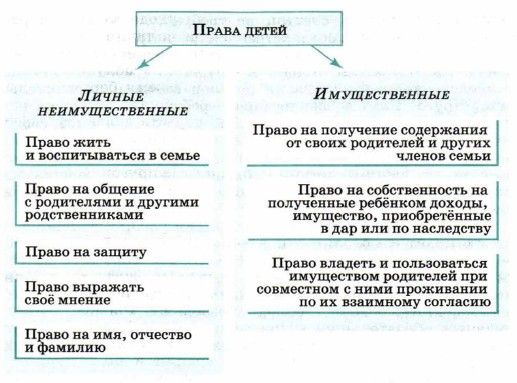 ПРАВА ДЕТЕЙ
ЛИЧНЫЕ
НЕИМУЩЕСТВЕННЫЕ
Право жить
и воспитываться в семье
Право на общение
с родителями и другими
родственниками
Право на защиту
Право выражать
своё мнение
Право на имя, отчество
и фамилию
ИМУЩЕСТВЕННЫЕ
Право на получение содержания
от своих родителей и других
членов семьи
Право на собственность на
полученные ребёнком доходы,
имущество, приобретённые
в дар или по наследству
Право владеть и пользоваться
имуществом родителей при
совместном с ними проживании
по их взаимному согласию